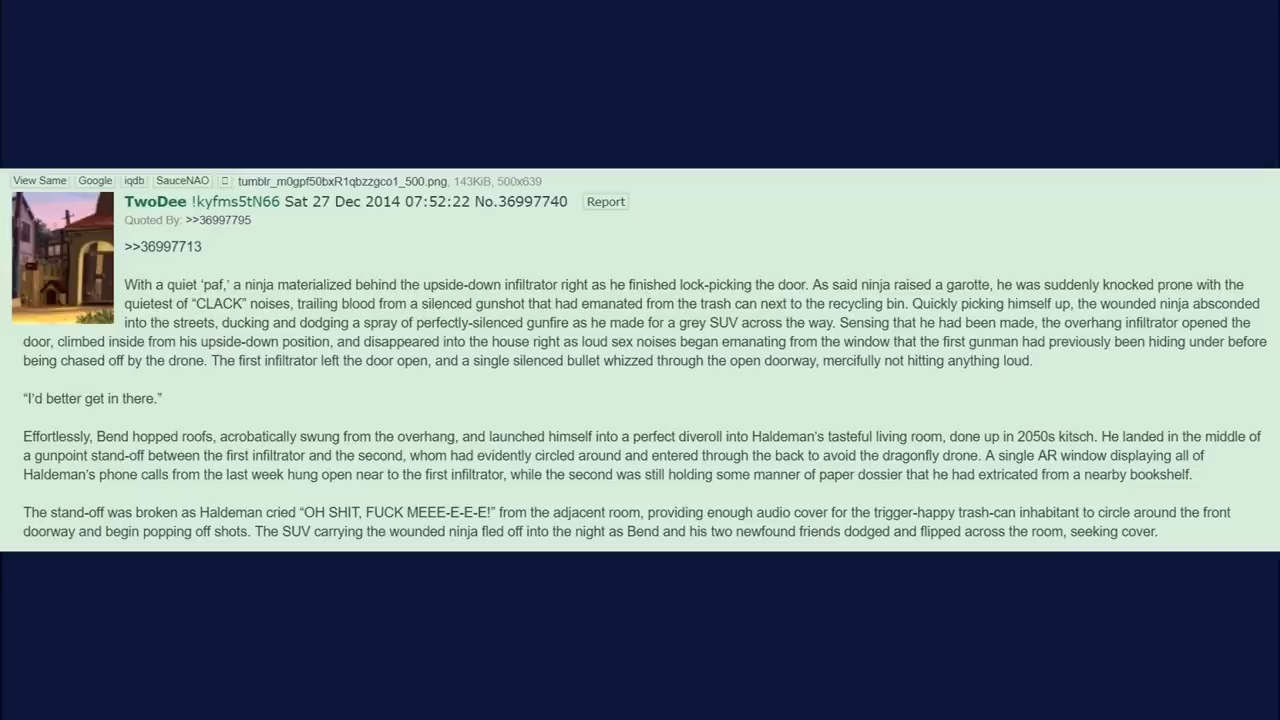 View Same Google iqdb SauceNAO tumblr_m0gpf50bxR1qbzzgco1_500.png, 143KiB, 500x639
TwoDee !kyfms5tN66 Sat 27 Dec 2014 07:52:22 No.36997740 Report
Quoted By: >>36997795
>>36997713
With a quiet ‘paf,’ a ninja materialized behind the upside-down infiltrator right as he finished lock-picking the door. As said ninja raised a garotte, he was suddenly knocked prone with the
quietest of “CLACK” noises, trailing blood from a silenced gunshot that had emanated from the trash can next to the recycling bin. Quickly picking himself up, the wounded ninja absconded
into the streets, ducking and dodging a spray of perfectly-silenced gunfire as he made for a grey SUV across the way. Sensing that he had been made, the overhang infiltrator opened the
door, climbed inside from his upside-down position, and disappeared into the house right as loud sex noises began emanating from the window that the first gunman had previously been hiding under before
being chased off by the drone. The first infiltrator left the door open, and a single silenced bullet whizzed through the open doorway, mercifully not hitting anything loud.
“I’d better get in there.”
Effortlessly, Bend hopped roofs, acrobatically swung from the overhang, and launched himself into a perfect diveroll into Haldeman’s tasteful living room, done up in 2050s kitsch. He landed in the middle of
a gunpoint stand-off between the first infiltrator and the second, whom had evidently circled around and entered through the back to avoid the dragonfly drone. A single AR window displaying all of
Haldeman’s phone calls from the last week hung open near to the first infiltrator, while the second was still holding some manner of paper dossier that he had extricated from a nearby bookshelf.
The stand-off was broken as Haldeman cried “OH SHIT, FUCK MEEE-E-E-E!” from the adjacent room, providing enough audio cover for the trigger-happy trash-can inhabitant to circle around the front
doorway and begin popping off shots. The SUV carrying the wounded ninja fled off into the night as Bend and his two newfound friends dodged and flipped across the room, seeking cover.